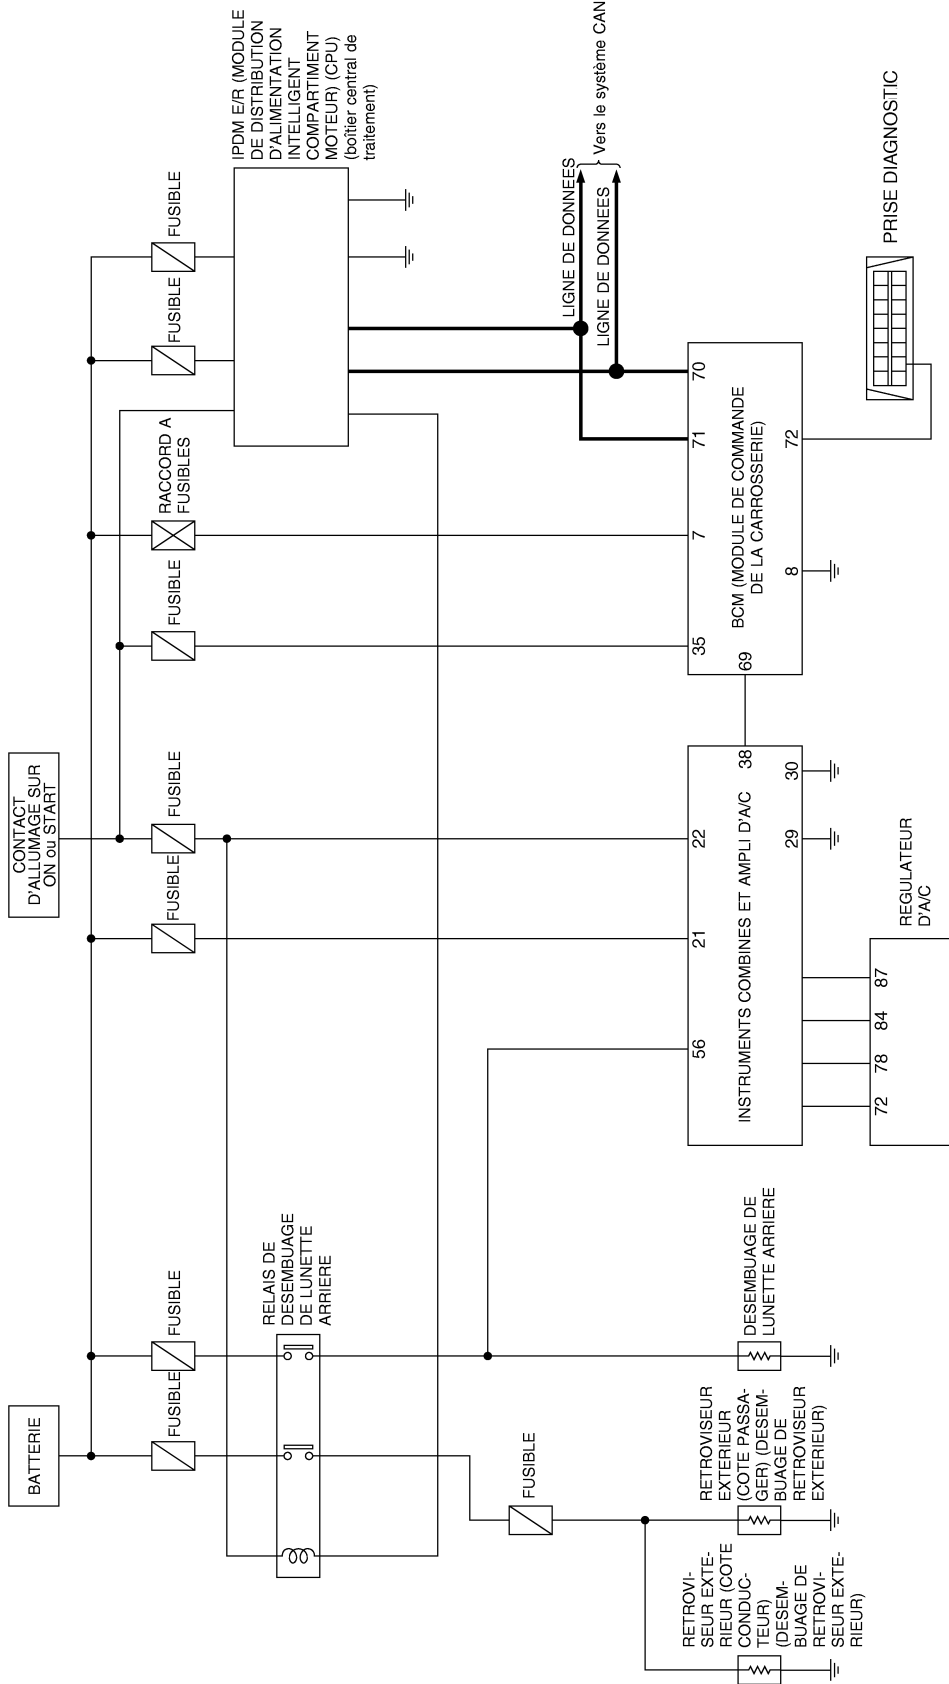 BATTERIE
CONTACT
D'ALLUMAGE SUR
ON ou START
FUSIBLE
FUSIBLE
FUSIBLE
FUSIBLE
FUSIBLE
RACCORD A
FUSIBLES
FUSIBLE
FUSIBLE
RELAIS DE
DESEMBUAGE
DE LUNETTE
ARRIERE
IPDM E/R (MODULE
DE DISTRIBUTION
D'ALIMENTATION
INTELLIGENT
COMPARTIMENT
MOTEUR) (CPU)
(boîtier central de
traitement)
FUSIBLE
LIGNE DE DONNEES
LIGNE DE DONNEES
Vers le système CAN
RETROVI-
SEUR EXTE-
RIEUR (COTE
CONDUC-
TEUR)
(DESEM-
BUAGE DE
RETROVI-
SEUR EXTE-
RIEUR)
RETROVISEUR
EXTERIEUR
(COTE PASSA-
GER) (DESEM-
BUAGE DE
RETROVISEUR
EXTERIEUR)
DESEMBUAGE DE
LUNETTE ARRIERE
56
21
22
INSTRUMENTS COMBINES ET AMPLI D'A/C
38
29
30
35
7
71
70
69
BCM (MODULE DE COMMANDE
DE LA CARROSSERIE)
8
72
72
78
84
87
REGULATEUR
D'A/C
PRISE DIAGNOSTIC